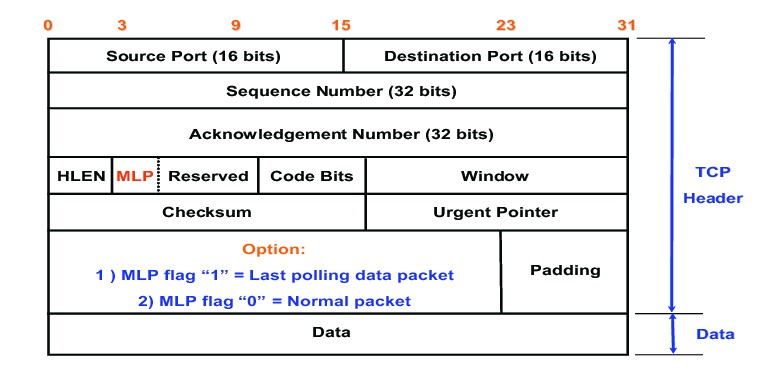 0 3 9 15 23 31
Source Port (16 bits) Destination Port (16 bits)
Sequence Number (32 bits)
Acknowledgement Number (32 bits)
HLEN MLP Reserved Code Bits Window
Checksum Urgent Pointer
Option:
1 ) MLP flag “1” = Last polling data packet
2) MLP flag “0” = Normal packet
Padding
Data
TCP
Header
Data